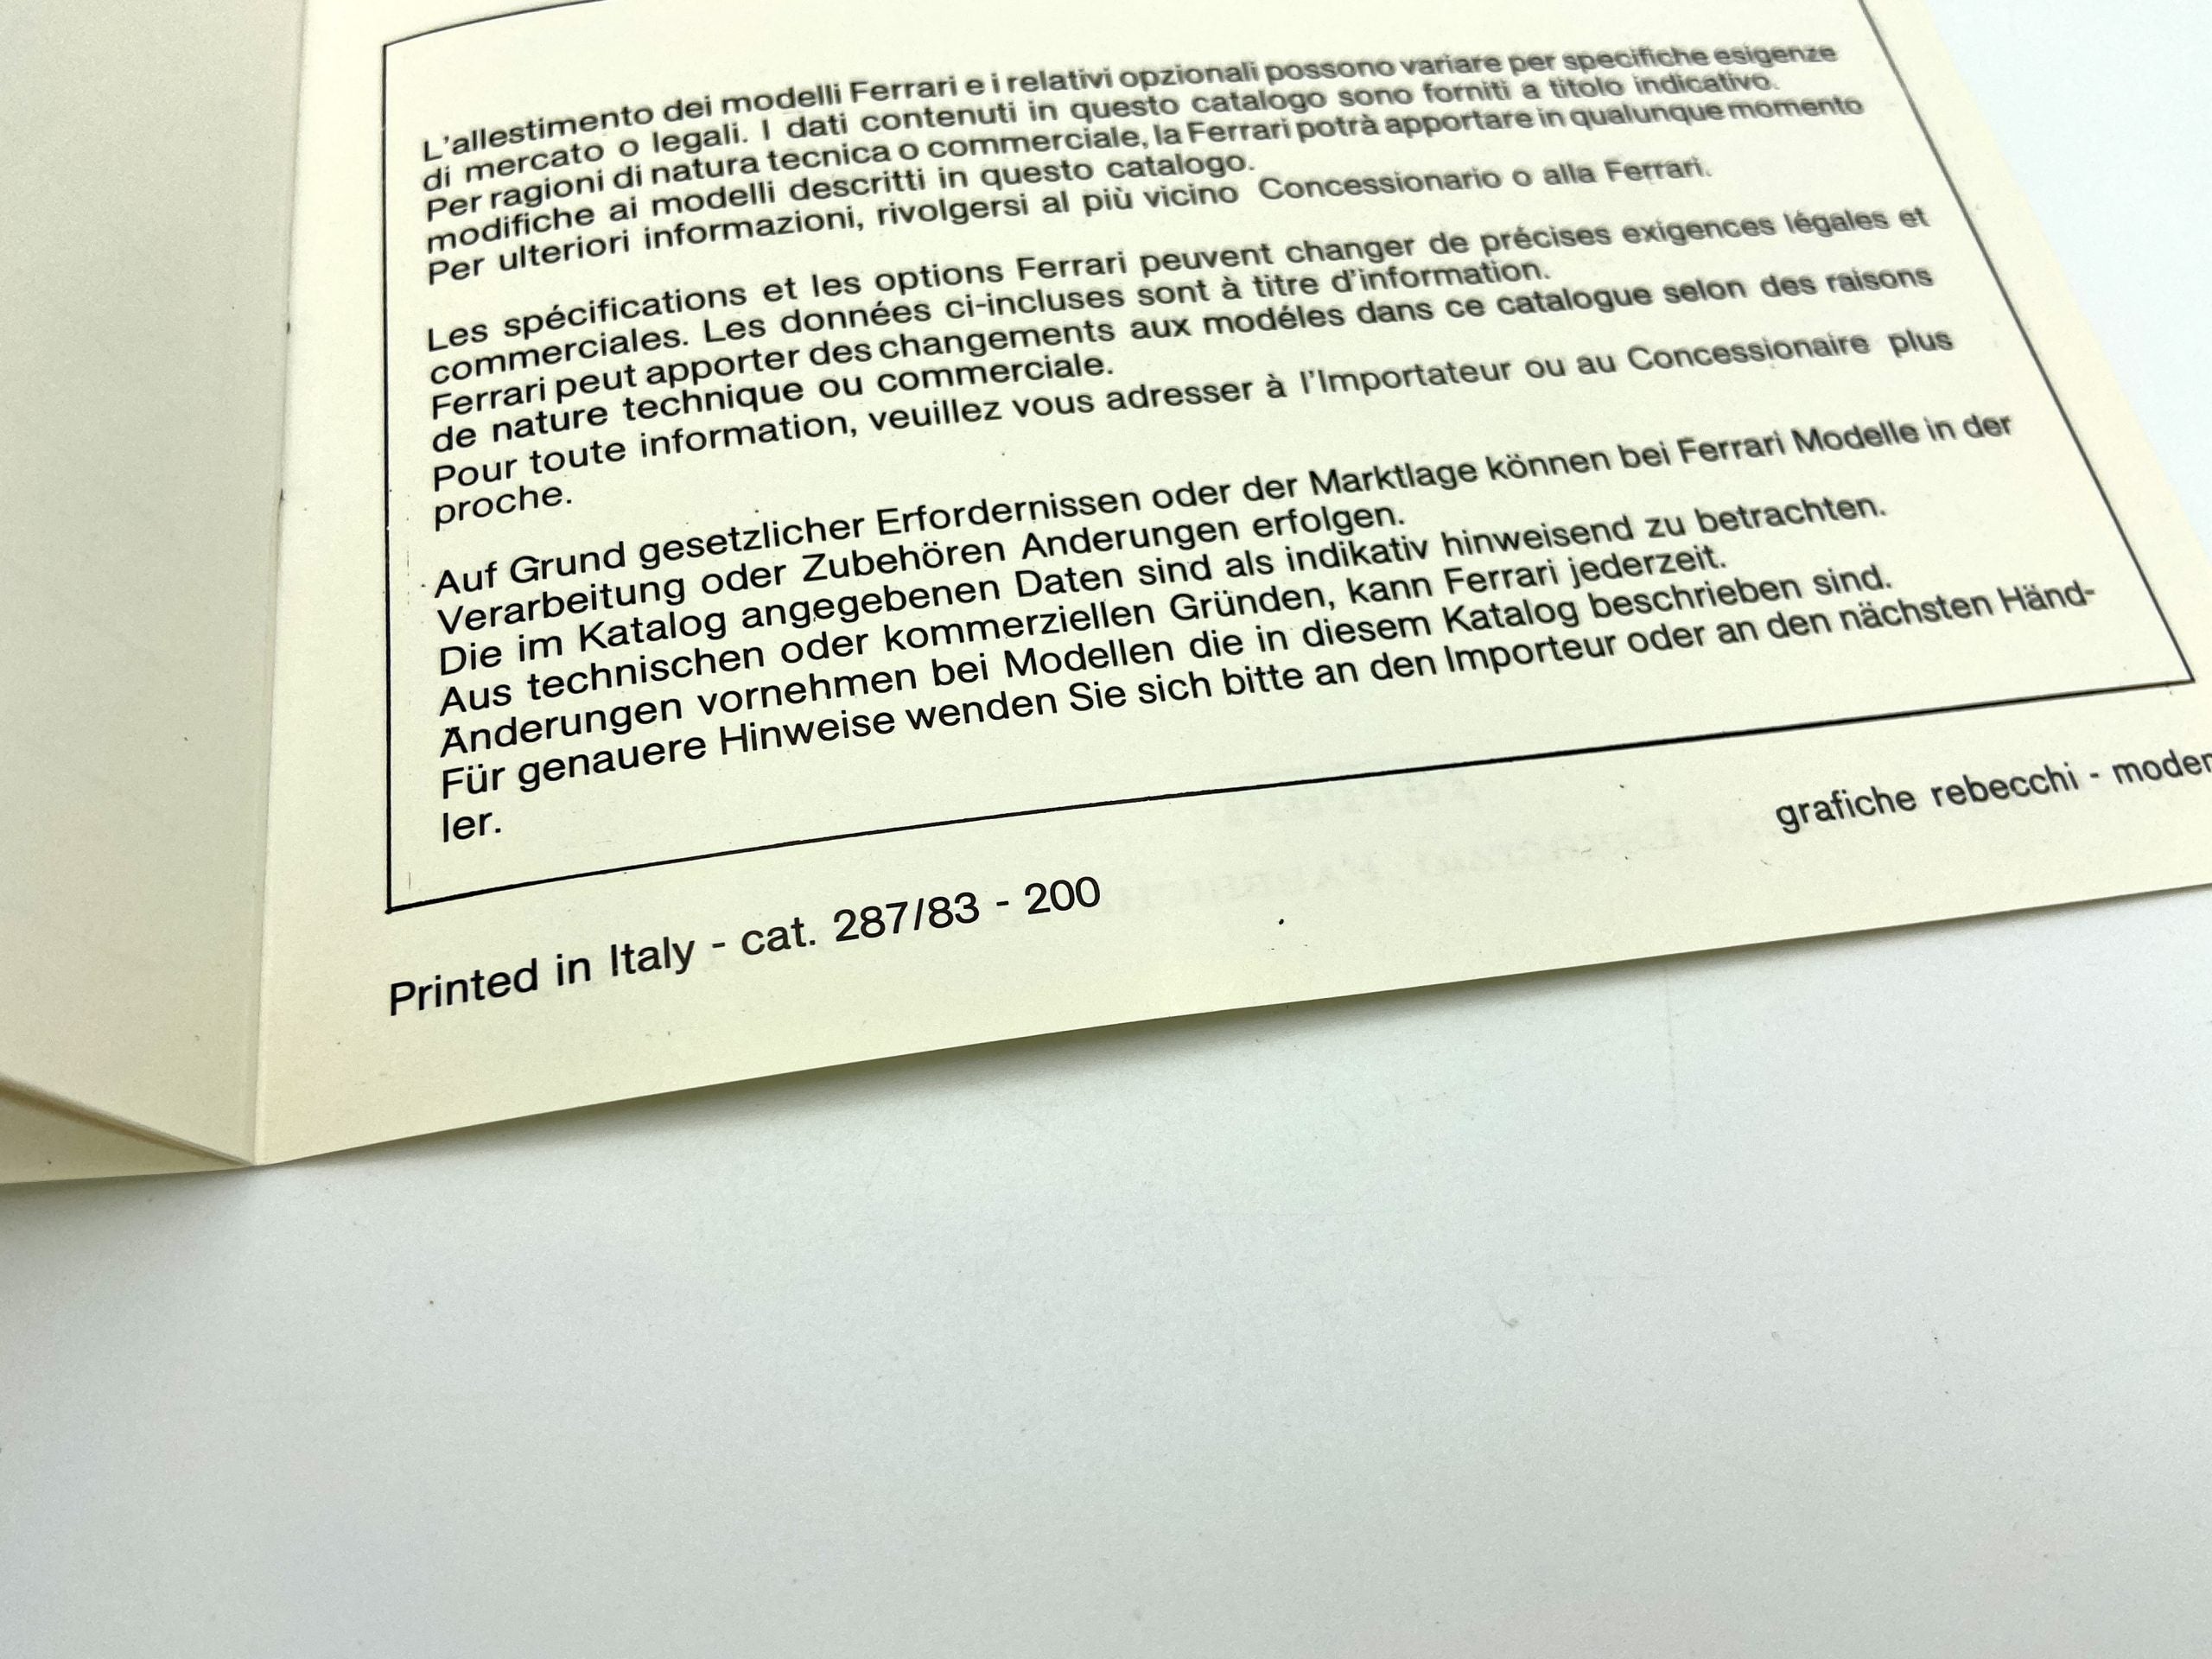 L'allestimento dei modelli Ferrari e i relativi opzionali possono variare per specifiche esigenze
di mercato o legali. I dati contenuti in questo catalogo sono forniti a titolo indicativo.
Per ragioni di natura tecnica o commerciale, la Ferrari potrà apportare in qualunque momento
modifiche ai modelli descritti in questo catalogo.
Per ulteriori informazioni, rivolgersi al più vicino Concessionario o alla Ferrari.
Les spécifications et les options Ferrari peuvent changer de précises exigences légales et
commerciales. Les données ci-incluses sont à titre d'information.
Ferrari peut apporter des changements aux modéles dans ce catalogue selon des raisons
de nature technique ou commerciale.
Pour toute information, veuillez vous adresser à l'Importateur ou au Concessionaire plus
proche.
Auf Grund gesetzlicher Erfordernissen oder der Marktlage können bei Ferrari Modelle in der
Verarbeitung oder Zubehören Anderungen erfolgen.
Die im Katalog angegebenen Daten sind als indikativ hinweisend zu betrachten.
Aus technischen oder kommerziellen Gründen, kann Ferrari jederzeit.
Änderungen vornehmen bei Modellen die in diesem Katalog beschrieben sind.
Für genauere Hinweise wenden Sie sich bitte an den Importeur oder an den nächsten Händ-
ler.
Printed in Italy - cat. 287/83 - 200
grafiche rebecchi -